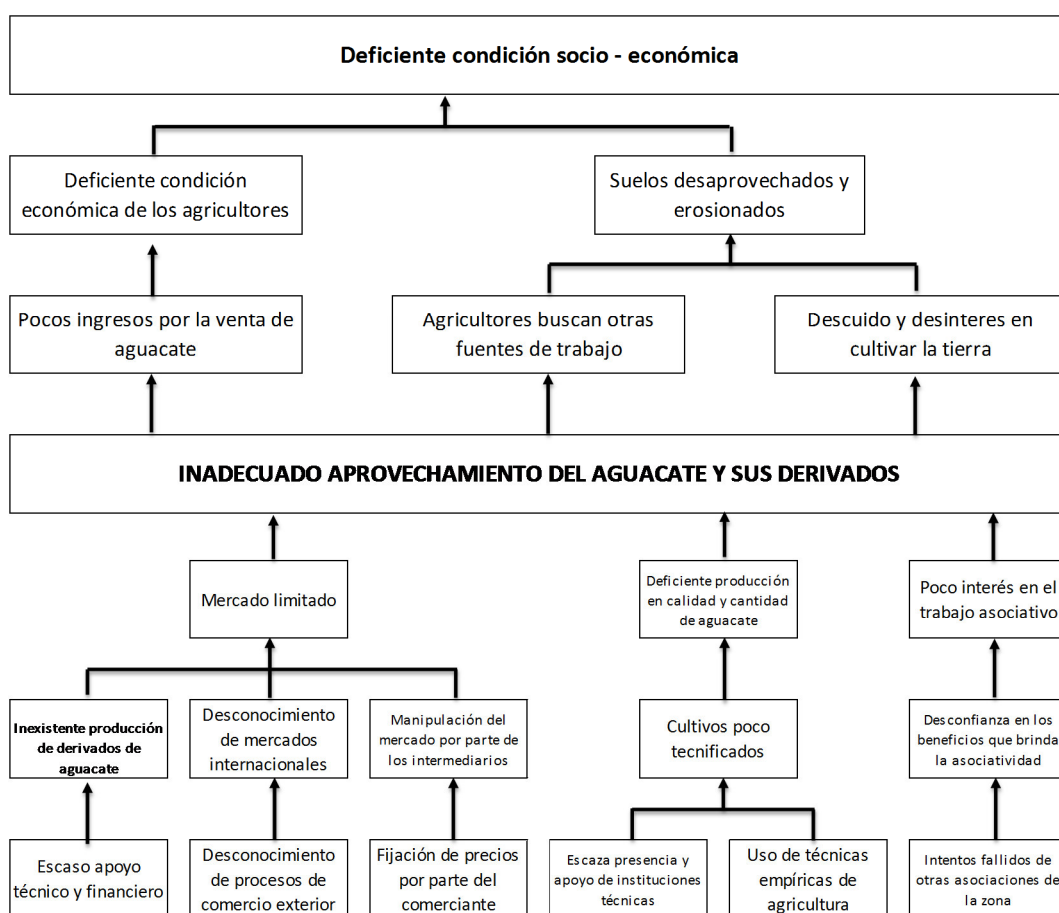 Deficiente condición socio - económica
Deficiente condición
económica de los agricultores
Suelos desaprovechados y
erosionados
Pocos ingresos por la venta de
aguacate
Agricultores buscan otras
fuentes de trabajo
Descuido y desinteres en
cultivar la tierra
INADECUADO APROVECHAMIENTO DEL AGUACATE Y SUS DERIVADOS
Mercado limitado
Deficiente producción
en calidad y cantidad
de aguacate
Poco interés en el
trabajo asociativo
Inexistente producción
de derivados de
aguacate
Desconocimiento
de mercados
internacionales
Manipulación del
mercado por parte de
los intermediarios
Cultivos poco
tecnificados
Desconfianza en los
beneficios que brinda
la asociatividad
Escaso apoyo
técnico y financiero
Desconocimiento
de procesos de
comercio exterior
Fijación de precios
por parte del
comerciante
Escaza presencia y
apoyo de instituciones
técnicas
Uso de técnicas
empíricas de
agricultura
Intentos fallidos de
otras asociaciones de
la zona